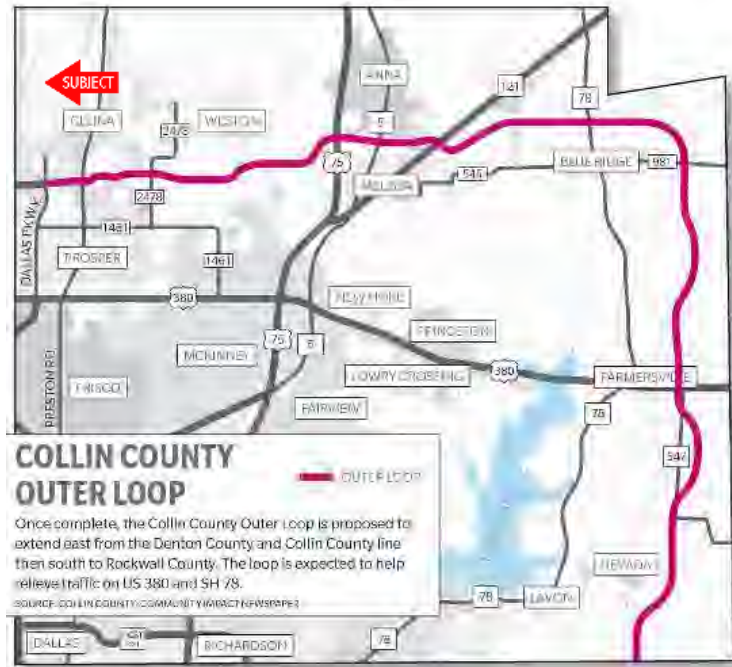 ANNA
SUBJECT
121
78
CELINA
2478
WESTON
5
75
BLUE RIDGE
981
545
MELISSA
2478
DALLAS PKWY
1461
PROSPER
1461
380
NEW HOPE
PRINCETON
75
5
MCKINNEY
LOWRY CROSSING
380
FARMERSVILLE
PRESTON RD.
FRISCO
FAIRVIEW
78
COLLIN COUNTY
OUTER LOOP
OUTER LOOP
547
Once complete, the Collin County Outer Loop is proposed to
extend east from the Denton County and Collin County line
then south to Rockwall County. The loop is expected to help
relieve traffic on US 380 and SH 78.
SOURCE: COLLIN COUNTY/COMMUNITY IMPACT NEWSPAPER
NEVADA
78
LAVON
DALLAS
RICHARDSON
78